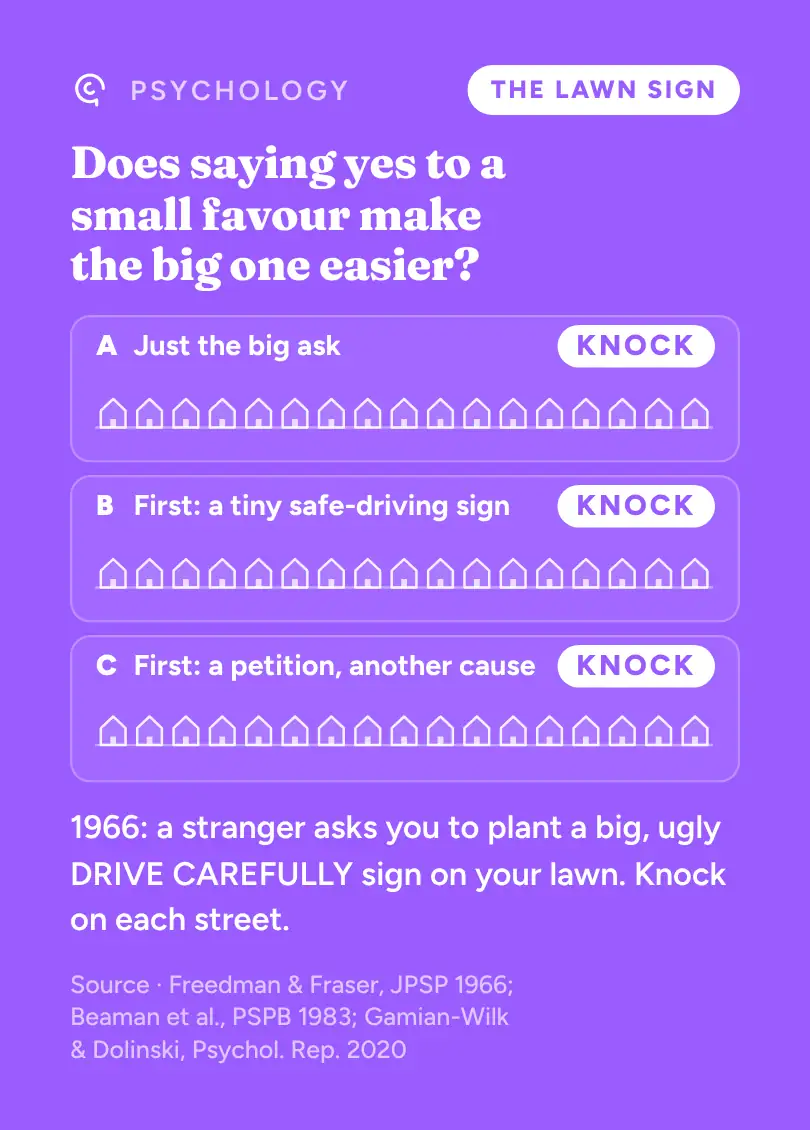 PSYCHOLOGY
THE LAWN SIGN
Does saying yes to a
small favour make
the big one easier?
A Just the big ask
KNOCK
B First: a tiny safe-driving sign
KNOCK
C First: a petition, another cause
KNOCK
1966: a stranger asks you to plant a big, ugly
DRIVE CAREFULLY sign on your lawn. Knock
on each street.
Source · Freedman & Fraser, JPSP 1966;
Beaman et al., PSPB 1983; Gamian-Wilk
& Dolinski, Psychol. Rep. 2020